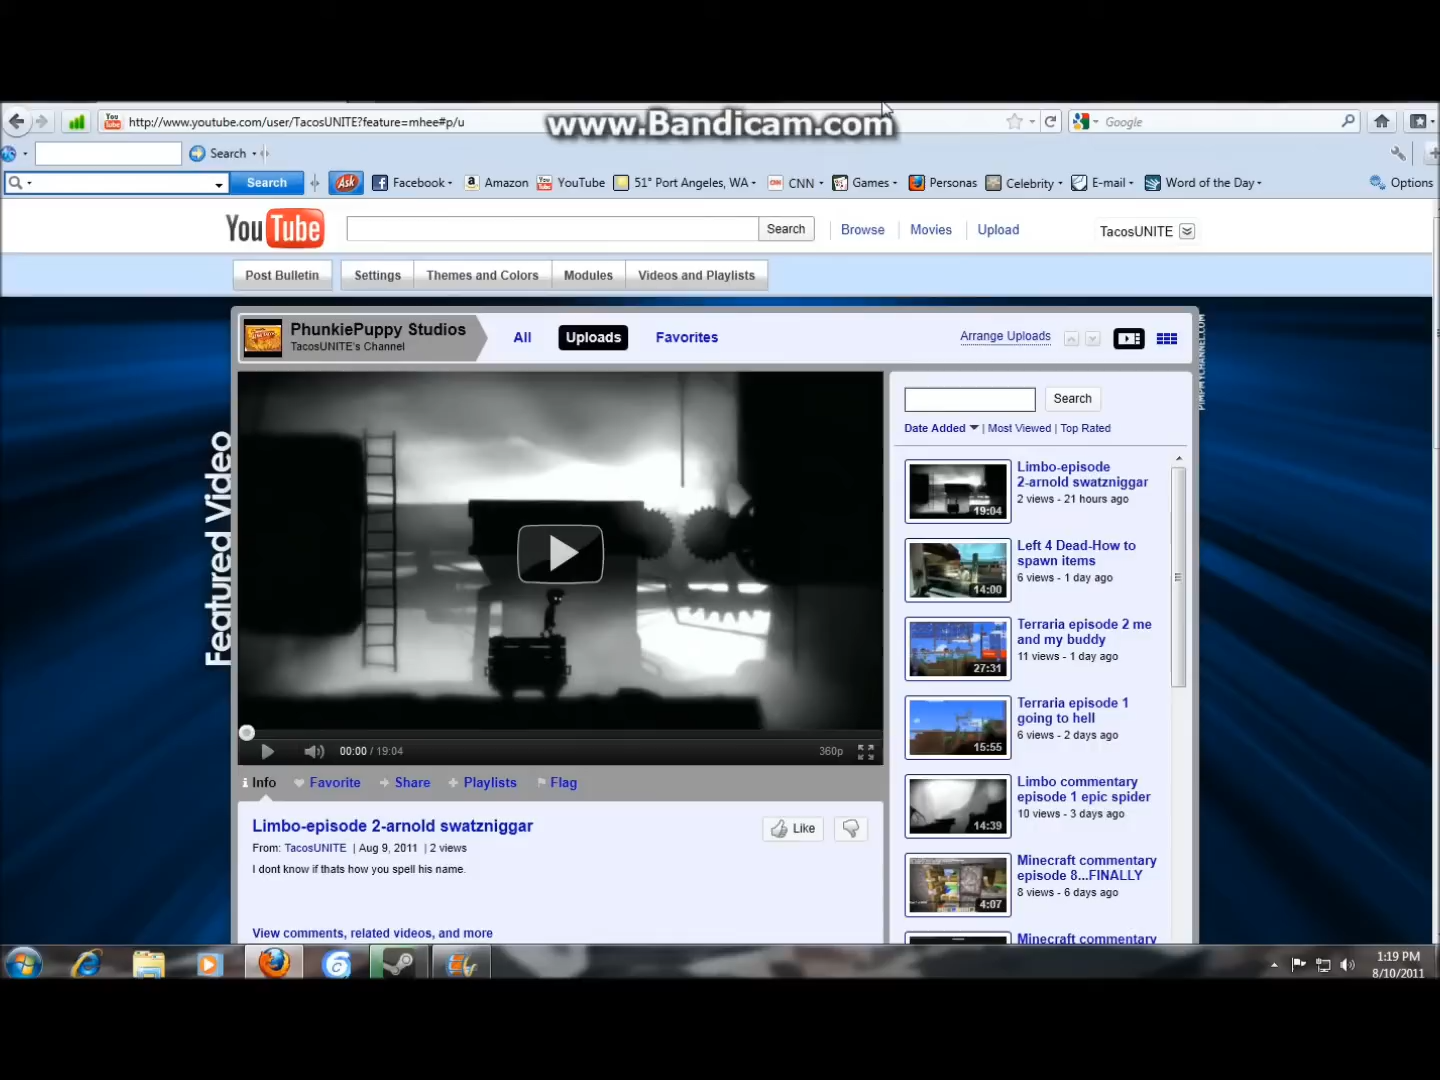 www.Bandicam.com
http://www.youtube.com/user/TacosUNITE?feature=mhee#p/u
Google
Search
Search
Ask
Facebook
Amazon
YouTube
51° Port Angeles, WA
CNN
Games
Personas
Celebrity
E-mail
Word of the Day
Options
YouTube
Search
Browse
Movies
Upload
TacosUNITE
Post Bulletin
Settings
Themes and Colors
Modules
Videos and Playlists
PhunkiePuppy Studios
TacosUNITE's Channel
All
Uploads
Favorites
Arrange Uploads
PIMPMYCHANNEL.COM
Featured Video
00:00 / 19:04
360p
Info
Favorite
Share
Playlists
Flag
Limbo-episode 2-arnold swatzniggar
Like
From: TacosUNITE | Aug 9, 2011 | 2 views
I dont know if thats how you spell his name.
View comments, related videos, and more
Search
Date Added | Most Viewed | Top Rated
19:04
Limbo-episode
2-arnold swatzniggar
2 views - 21 hours ago
14:00
Left 4 Dead-How to
spawn items
6 views - 1 day ago
27:31
Terraria episode 2 me
and my buddy
11 views - 1 day ago
15:55
Terraria episode 1
going to hell
6 views - 2 days ago
14:39
Limbo commentary
episode 1 epic spider
10 views - 3 days ago
4:07
Minecraft commentary
episode 8...FINALLY
8 views - 6 days ago
Minecraft commentary
1:19 PM
8/10/2011